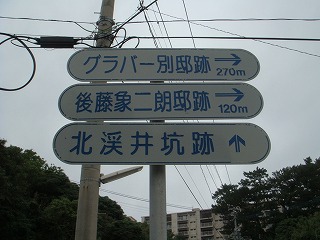 グラバー別邸跡 → 270m
後藤象二朗邸跡 → 120m
北渓井坑跡 ↑